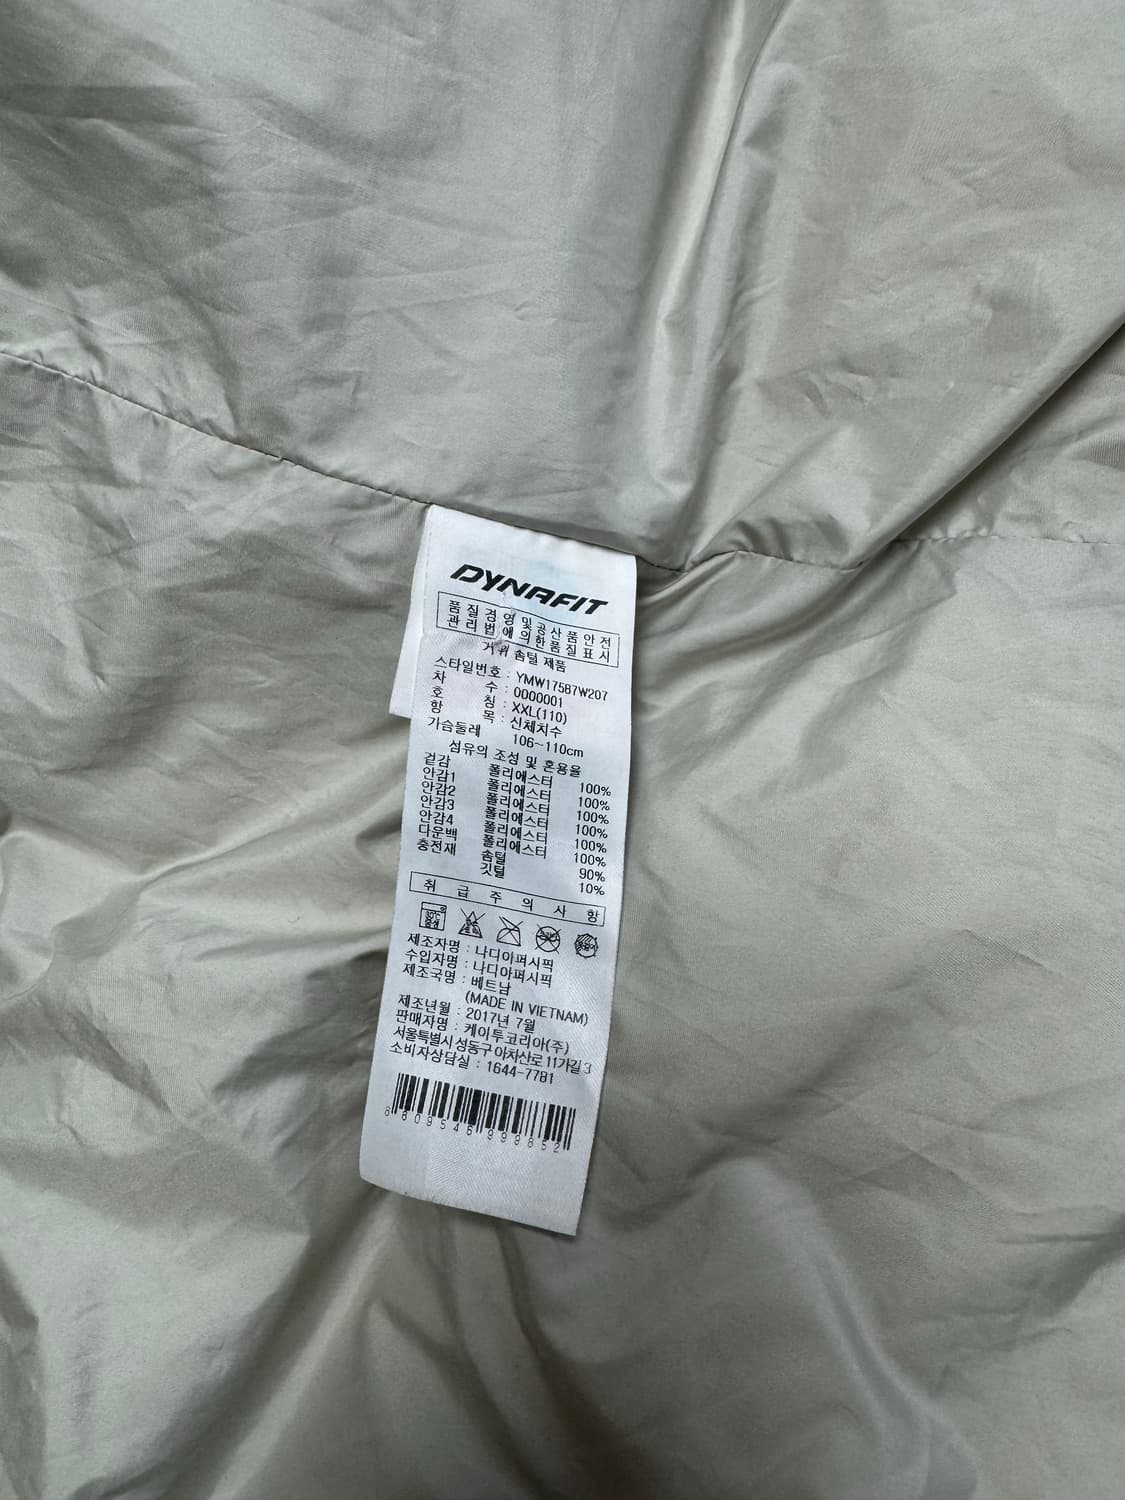 DYNAFIT
품질경영및공산품안전
관리법에의한품질표시
거위 솜털 제품
스타일번호 : YMW17587W207
차 수 : 0000001
호 칭 : XXL(110)
항 목 : 신체치수
가슴둘레 106~110cm
섬유의 조성 및 혼용율
겉감 폴리에스터 100%
안감1 폴리에스터 100%
안감2 폴리에스터 100%
안감3 폴리에스터 100%
안감4 폴리에스터 100%
다운백 폴리에스터 100%
충전재 솜털 90%
깃털 10%
취 급 주 의 사 항
30℃
중성
제조자명 : 나디아퍼시픽
수입자명 : 나디아퍼시픽
제조국명 : 베트남
(MADE IN VIETNAM)
제조년월 : 2017년 7월
판매자명 : 케이투코리아(주)
서울특별시 성동구 아차산로 11가길 3
소비자상담실 : 1644-7781
8 809546 999852